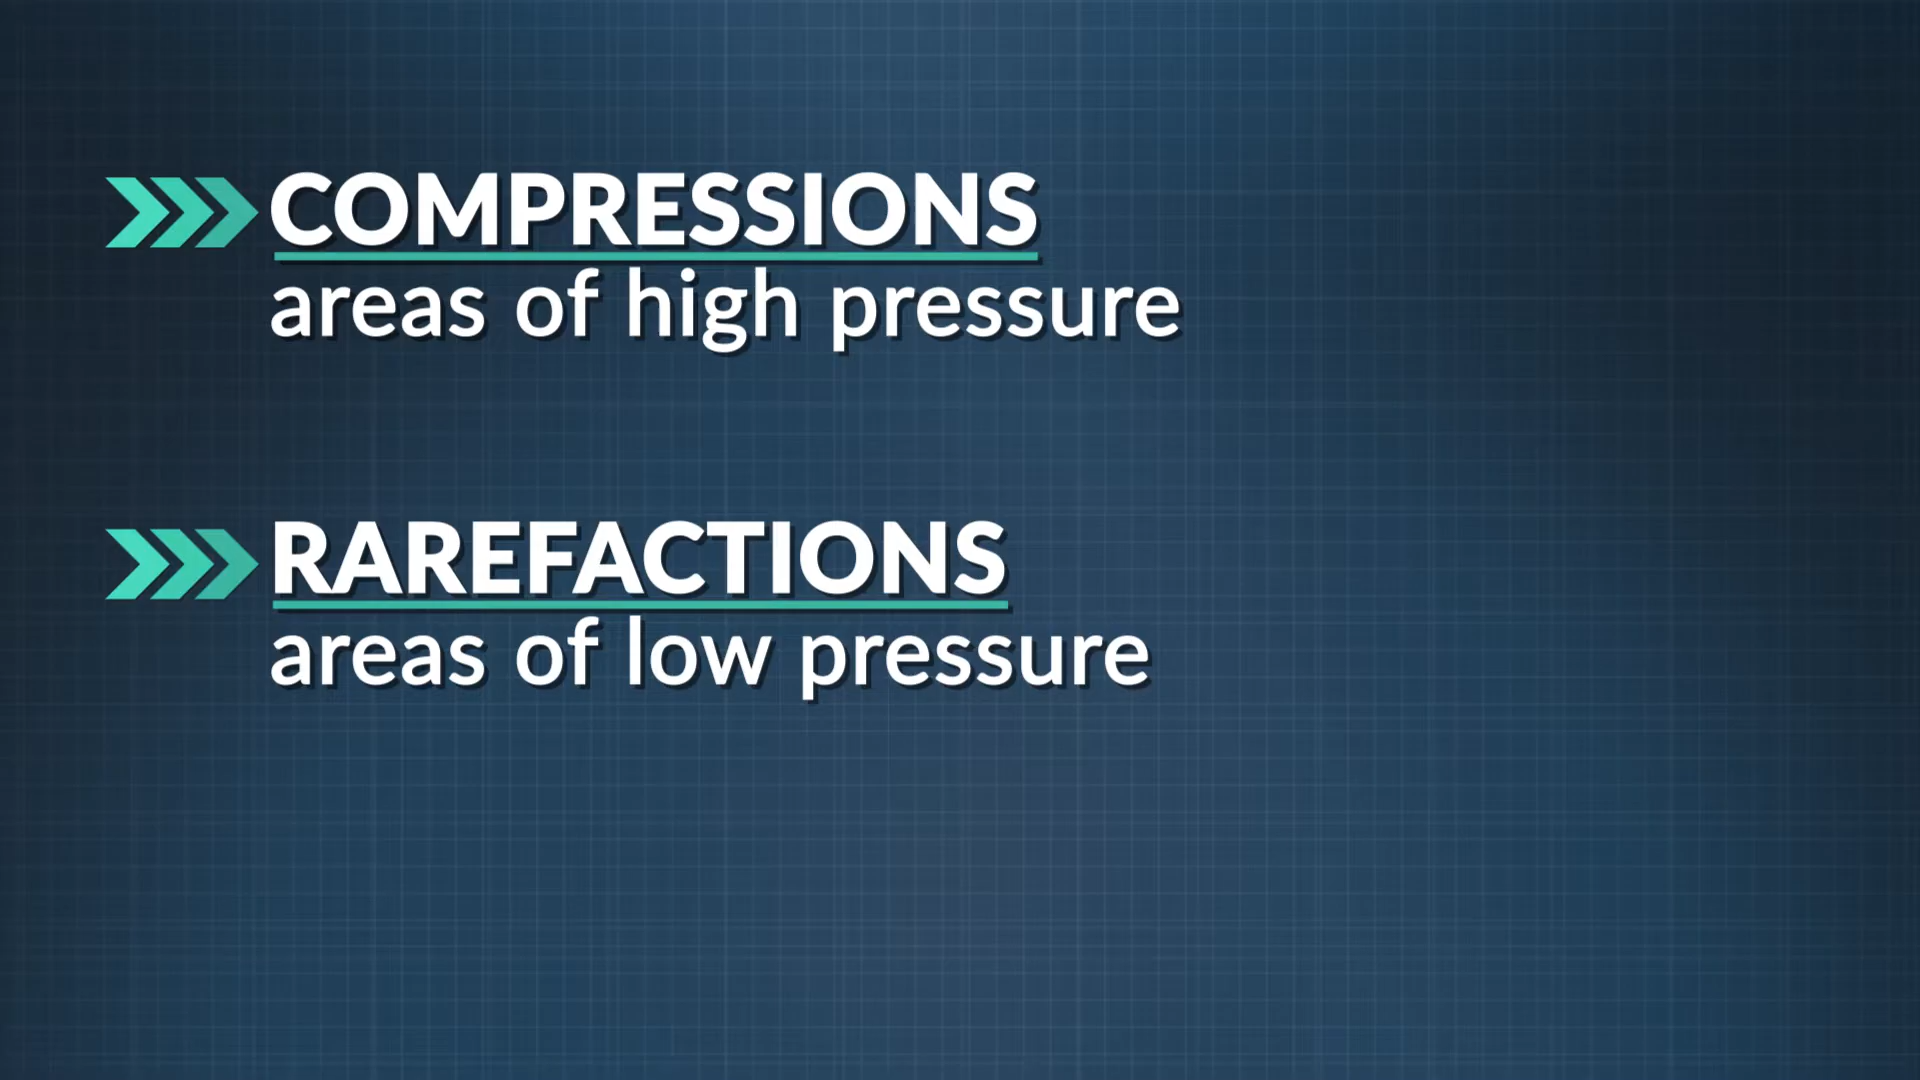 COMPRESSIONS
areas of high pressure
RAREFACTIONS
areas of low pressure